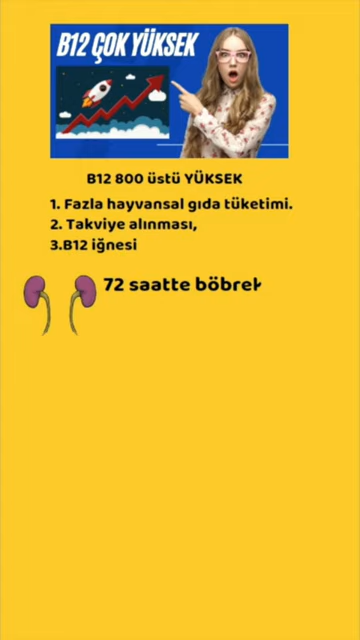 B12 ÇOK YÜKSEK
B12 800 üstü YÜKSEK
1. Fazla hayvansal gıda tüketimi.
2. Takviye alınması,
3.B12 iğnesi
72 saatte